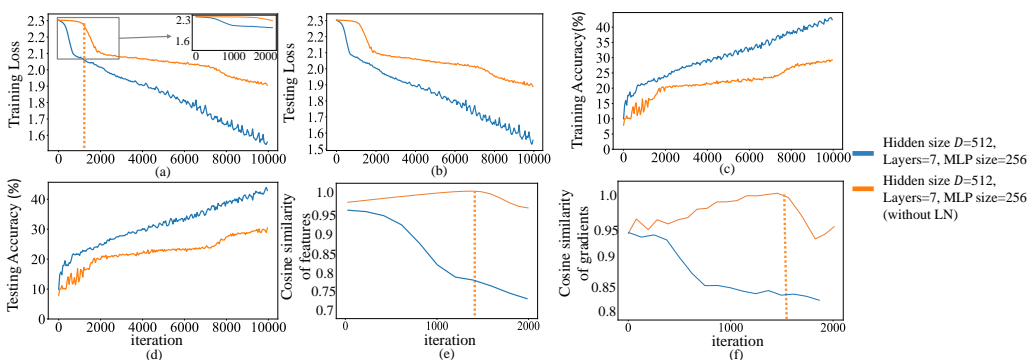 2.3
2.2
2.1
2.0
1.9
1.8
1.7
1.6
1.5
Training Loss
0 2000 4000 6000 8000 10000
2.3
1.6
0 1000 2000
(a)
2.3
2.2
2.1
2.0
1.9
1.8
1.7
1.6
1.5
Testing Loss
0 2000 4000 6000 8000 10000
(b)
40
35
30
25
20
15
10
5
0
Training Accuracy(%)
0 2000 4000 6000 8000 10000
(c)
Hidden size D=512,
Layers=7, MLP size=256
Hidden size D=512,
Layers=7, MLP size=256
(without LN)
40
30
20
10
0
Testing Accuracy (%)
0 2000 4000 6000 8000 10000
iteration
(d)
1.0
0.95
0.9
0.85
0.8
0.75
0.7
Cosine similarity
of features
0 1000 2000
iteration
(e)
1.0
0.95
0.9
0.85
0.8
Cosine similarity
of gradients
0 1000 2000
iteration
(f)